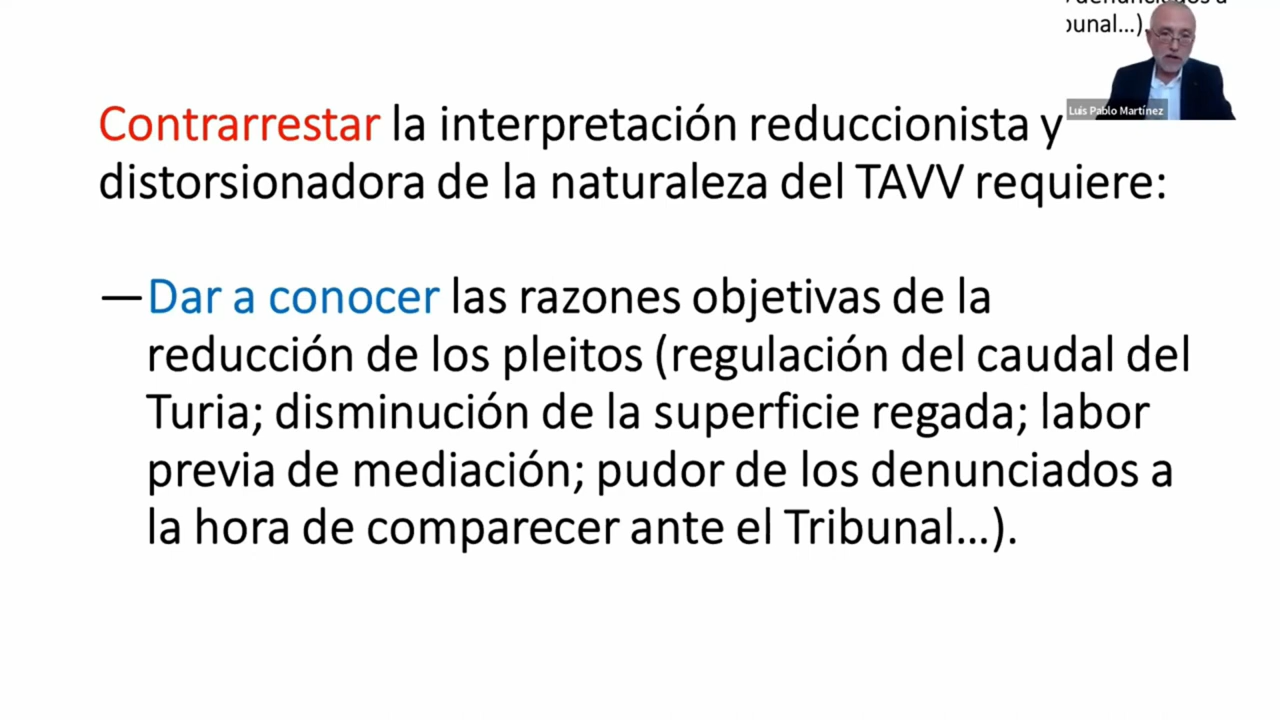 bunal...).
Luis Pablo Martínez
Contrarrestar la interpretación reduccionista y
distorsionadora de la naturaleza del TAVV requiere:
—Dar a conocer las razones objetivas de la
reducción de los pleitos (regulación del caudal del
Turia; disminución de la superficie regada; labor
previa de mediación; pudor de los denunciados a
la hora de comparecer ante el Tribunal...).